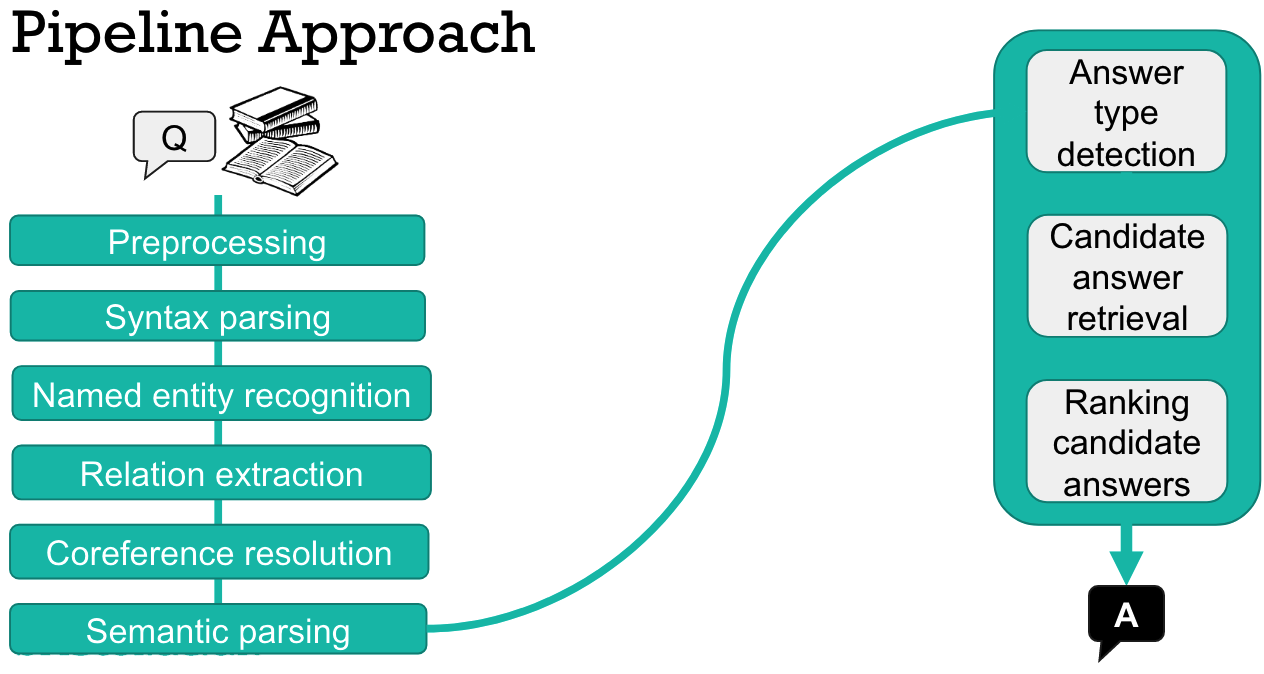 Pipeline Approach
Q
Preprocessing
Syntax parsing
Named entity recognition
Relation extraction
Coreference resolution
Semantic parsing
Answer
type
detection
Candidate
answer
retrieval
Ranking
candidate
answers
A